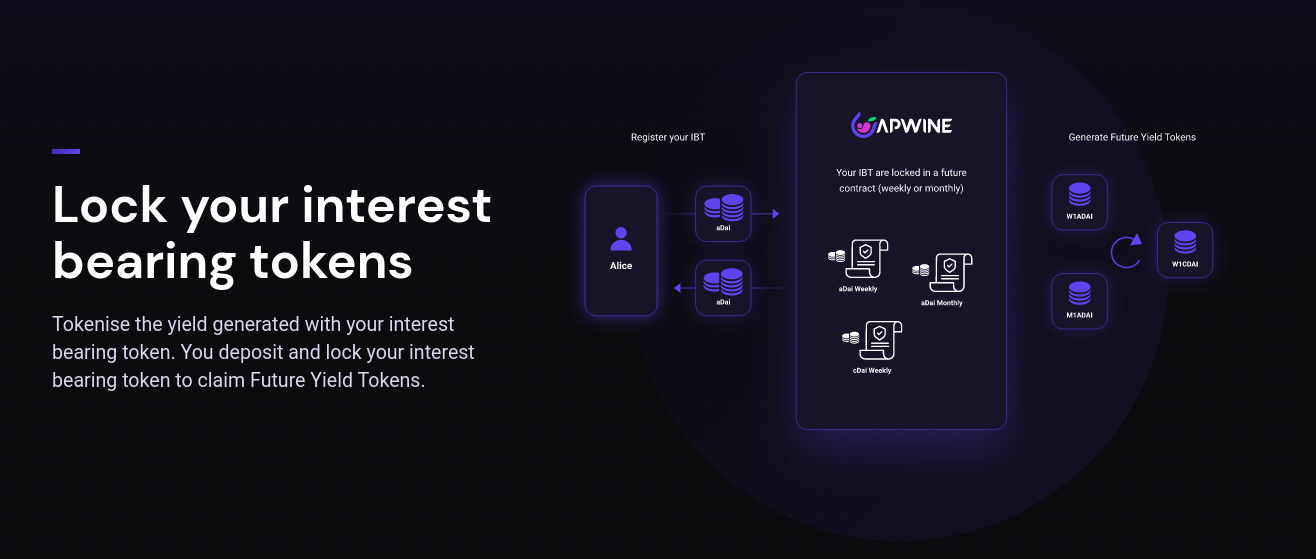 Lock your interest
bearing tokens
Tokenise the yield generated with your interest
bearing token. You deposit and lock your interest
bearing token to claim Future Yield Tokens.
Register your IBT
Alice
aDai
aDai
APWINE
Your IBT are locked in a future
contract (weekly or monthly)
aDai Weekly
aDai Monthly
cDai Weekly
Generate Future Yield Tokens
W1ADAI
W1CDAI
M1ADAI